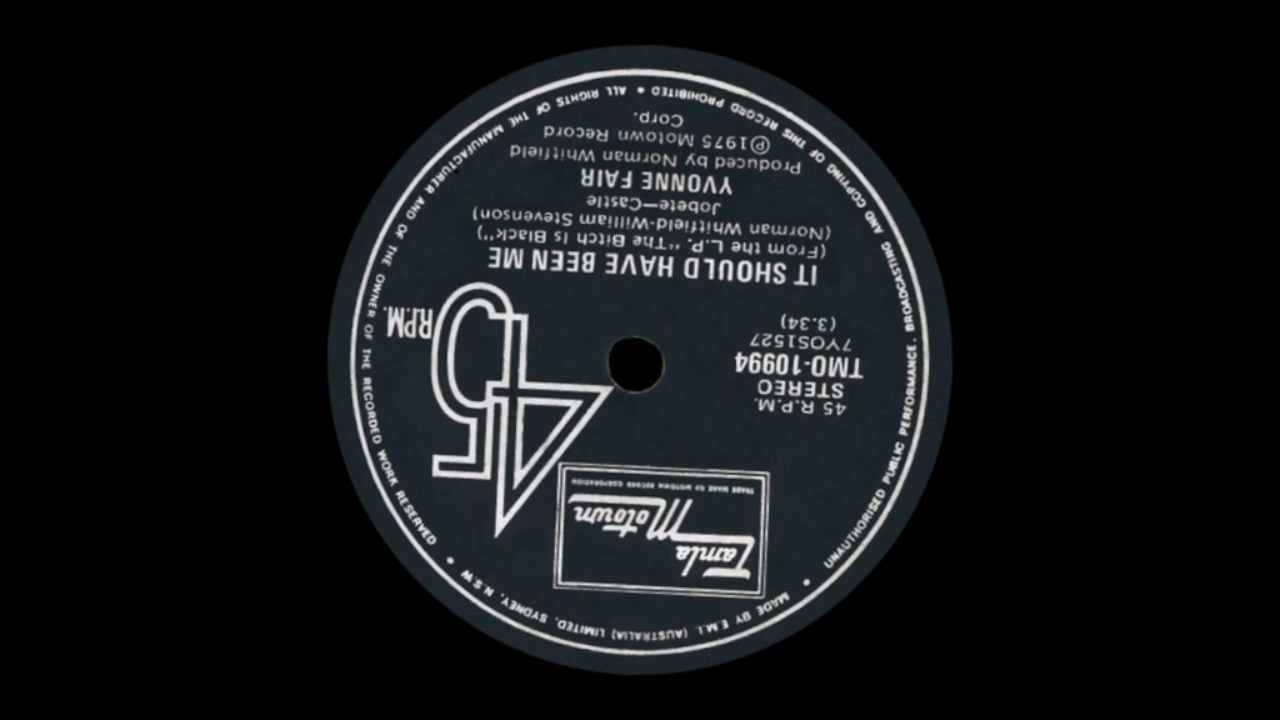 Tamla
Motown
TRADE MARK OF MOTOWN RECORD CORPORATION
45 R.P.M.
STEREO
TMO-10994
7YOS1527
(3.34)
45
R.P.M.
IT SHOULD HAVE BEEN ME
(From the L.P. "The Bitch Is Black")
(Norman Whitfield-William Stevenson)
Jobete—Castle
YVONNE FAIR
Produced by Norman Whitfield
℗1975 Motown Record
Corp.
MADE BY E.M.I. (AUSTRALIA) LIMITED, SYDNEY, N.S.W. •
UNAUTHORISED PUBLIC PERFORMANCE, BROADCASTING AND COPYING OF THIS RECORD PROHIBITED • ALL RIGHTS OF THE MANUFACTURER AND OF THE OWNER OF THE RECORDED WORK RESERVED •